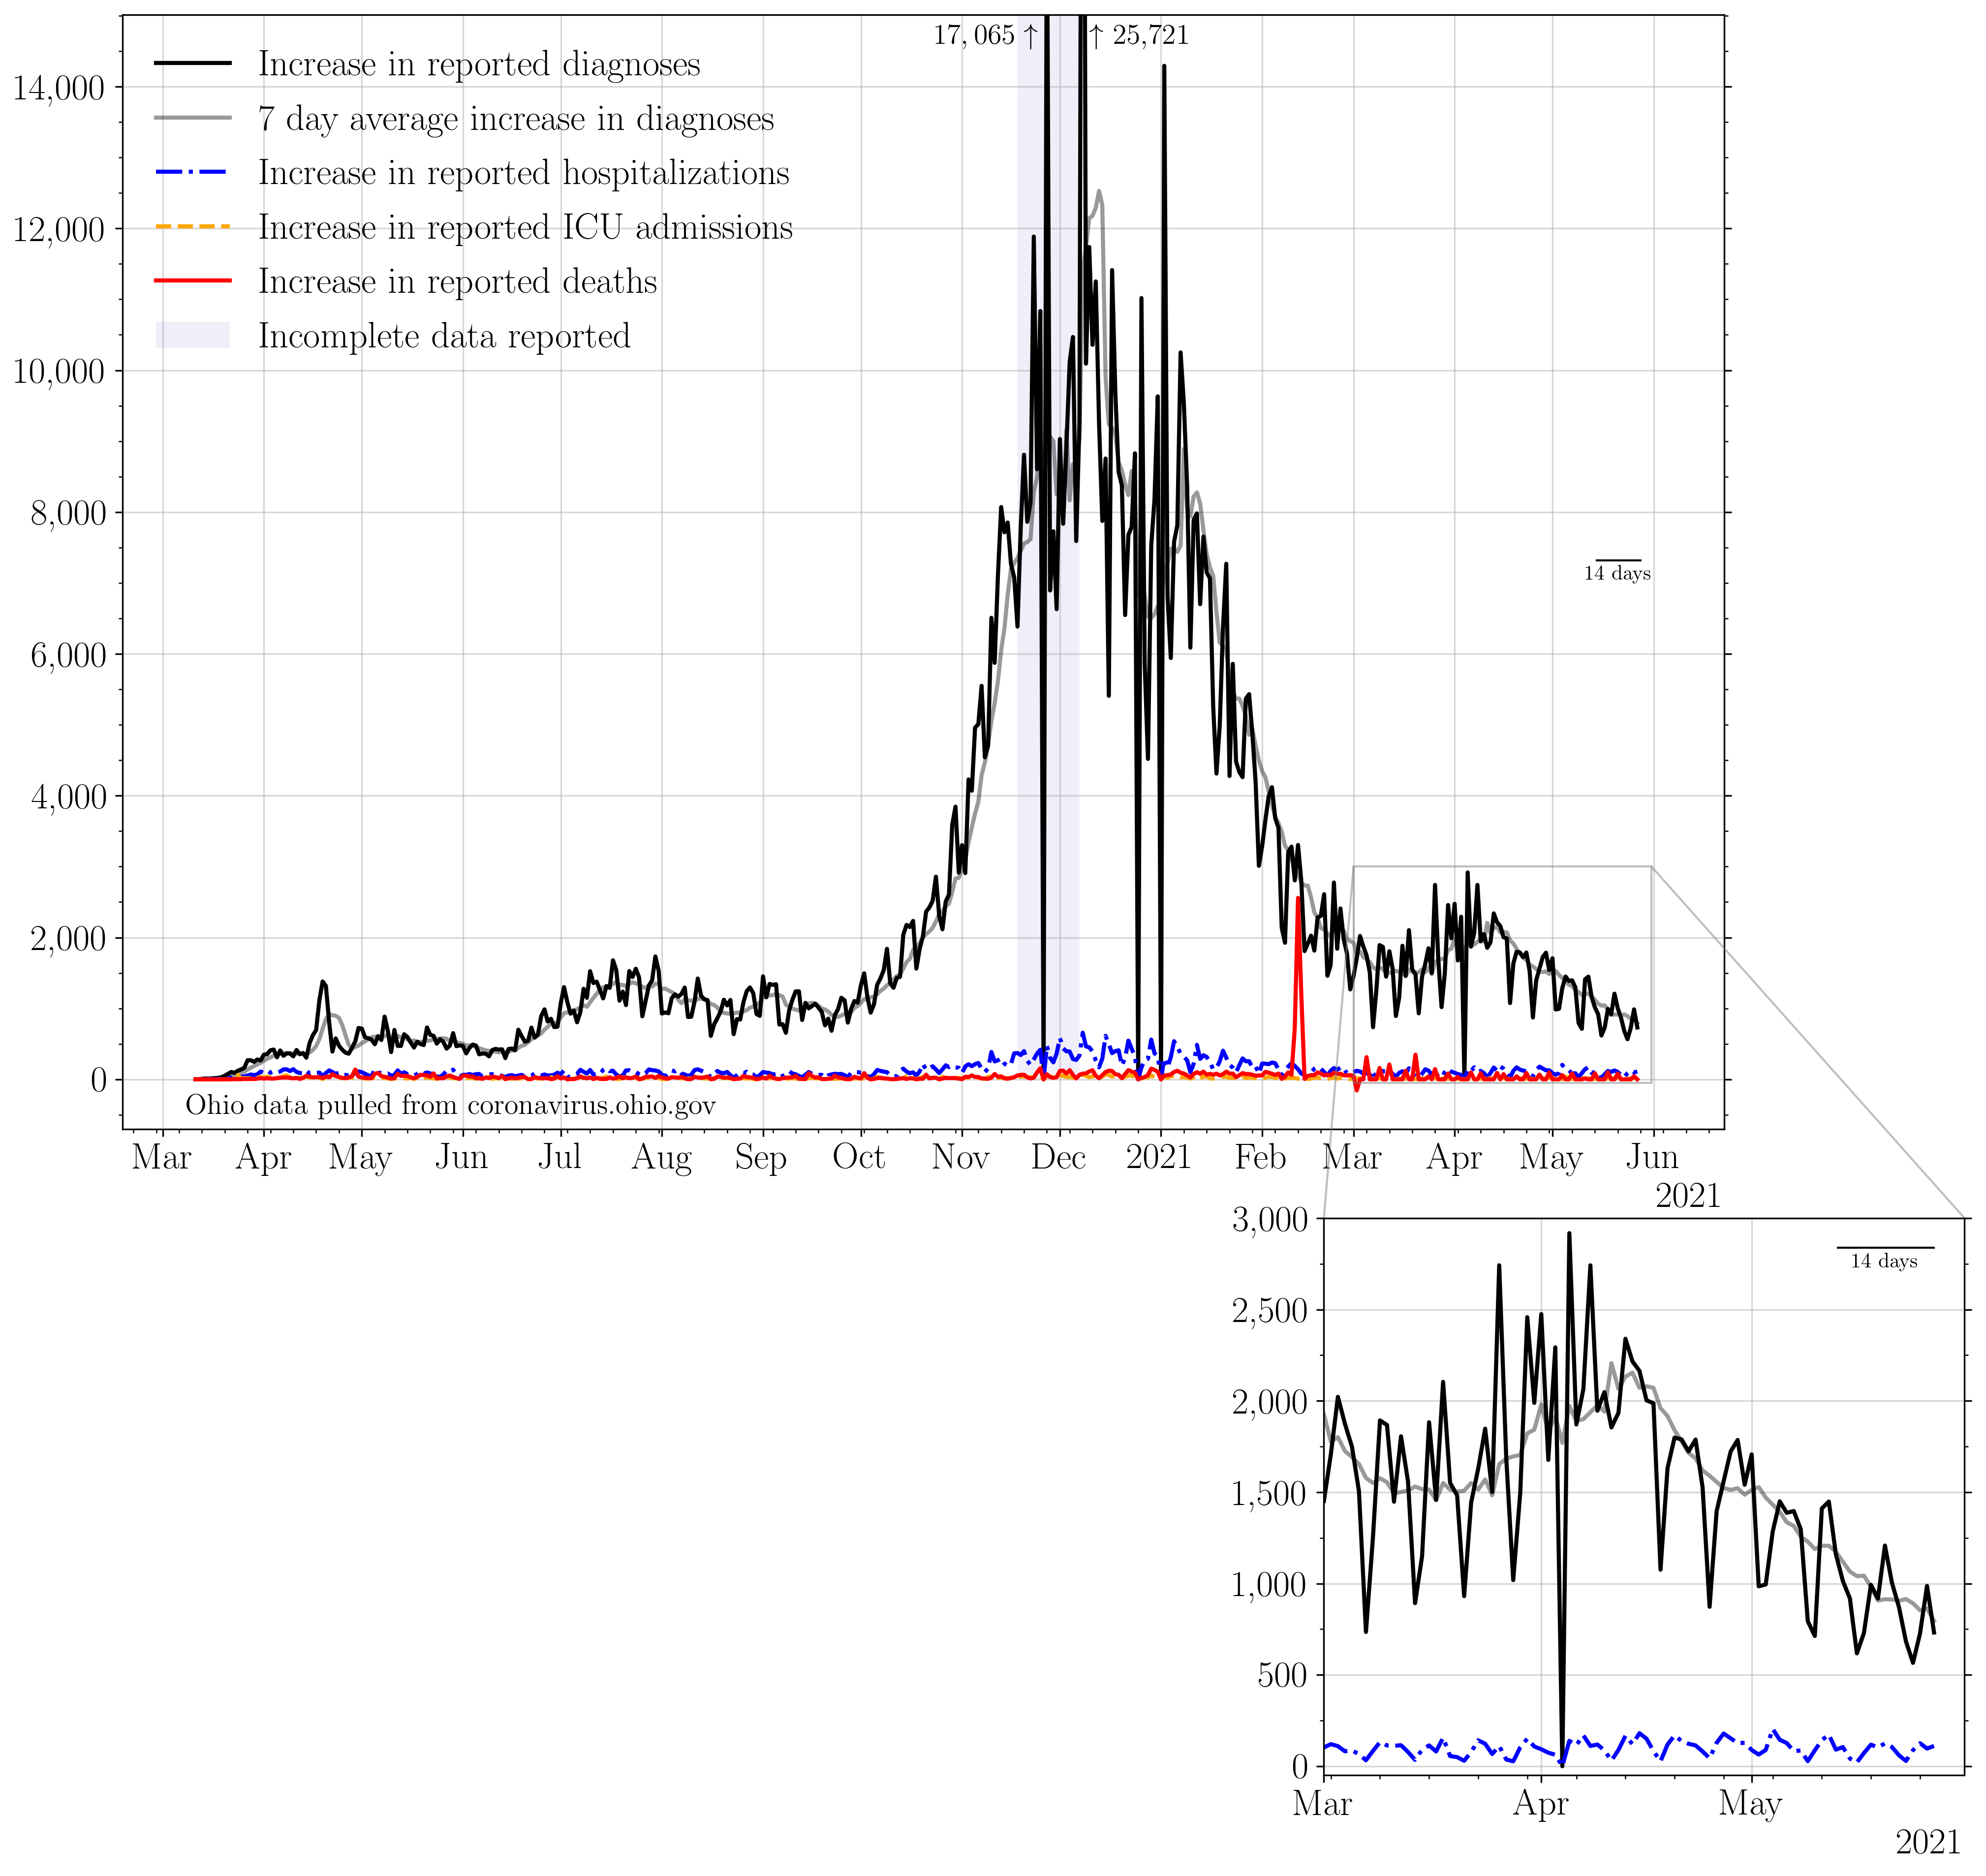 17, 065 ↑ ↑ 25,721
Increase in reported diagnoses
7 day average increase in diagnoses
Increase in reported hospitalizations
Increase in reported ICU admissions
Increase in reported deaths
Incomplete data reported
14,000
12,000
10,000
8,000
6,000
4,000
2,000
0
14 days
Ohio data pulled from coronavirus.ohio.gov
Mar Apr May Jun Jul Aug Sep Oct Nov Dec 2021 Feb Mar Apr May Jun
2021
3,000
2,500
2,000
1,500
1,000
500
0
14 days
Mar Apr May
2021